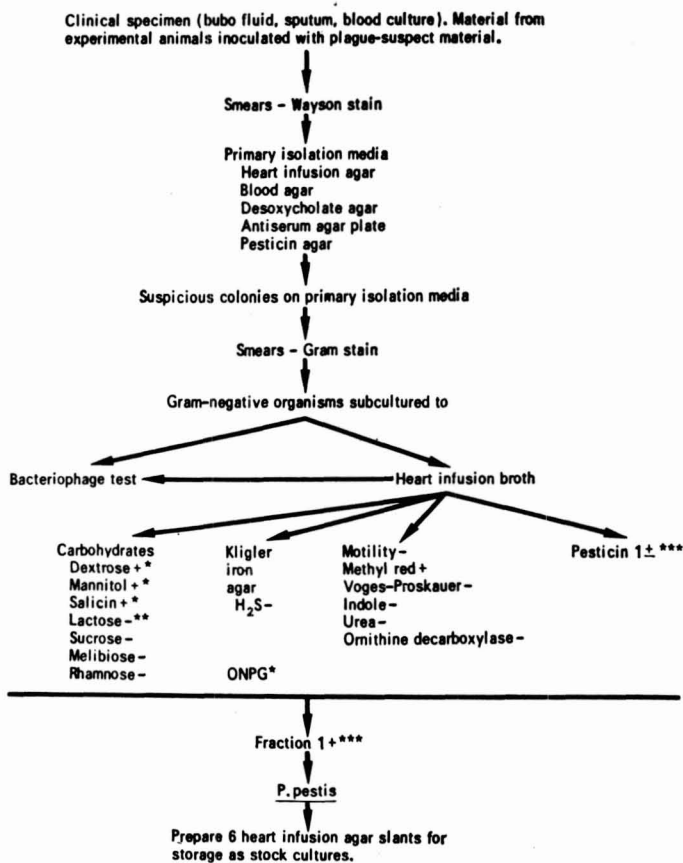 Clinical specimen (bubo fluid, sputum, blood culture). Material from
experimental animals inoculated with plague-suspect material.
Smears - Wayson stain
Primary isolation media
Heart infusion agar
Blood agar
Desoxycholate agar
Antiserum agar plate
Pesticin agar
Suspicious colonies on primary isolation media
Smears - Gram stain
Gram-negative organisms subcultured to
Bacteriophage test
Heart infusion broth
Carbohydrates
Dextrose + *
Mannitol + *
Salicin + *
Lactose - **
Sucrose -
Melibiose -
Rhamnose -
Kligler
iron
agar
H₂S -
ONPG*
Motility -
Methyl red +
Voges-Proskauer -
Indole -
Urea -
Ornithine decarboxylase -
Pesticin 1 ± ***
Fraction 1 + ***
P. pestis
Prepare 6 heart infusion agar slants for
storage as stock cultures.